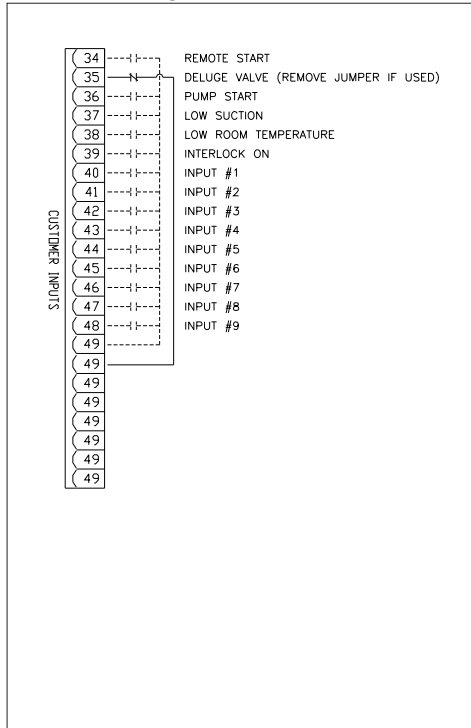 34 REMOTE START
35 DELUGE VALVE (REMOVE JUMPER IF USED)
36 PUMP START
37 LOW SUCTION
38 LOW ROOM TEMPERATURE
39 INTERLOCK ON
40 INPUT #1
41 INPUT #2
42 INPUT #3
43 INPUT #4
44 INPUT #5
45 INPUT #6
46 INPUT #7
47 INPUT #8
48 INPUT #9
49
49
49
49
49
49
49
49
CUSTOMER INPUTS